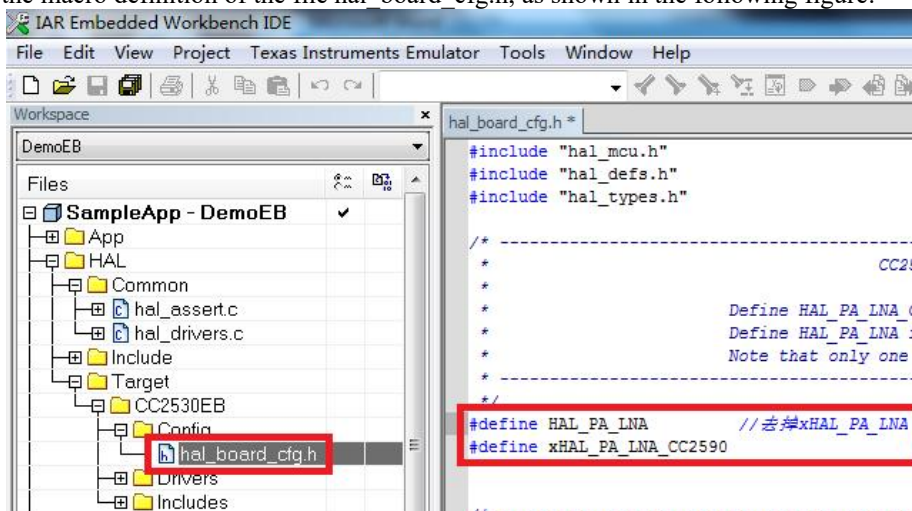 the macro definition of the file hal_board_cfg.h, as shown in the following figure.
IAR Embedded Workbench IDE
File Edit View Project Texas Instruments Emulator Tools Window Help
Workspace ×
DemoEB
Files
SampleApp - DemoEB ✔
App
HAL
Common
hal_assert.c
hal_drivers.c
Include
Target
CC2530EB
Config
hal_board_cfg.h
Drivers
Includes
hal_board_cfg.h *
#include "hal_mcu.h"
#include "hal_defs.h"
#include "hal_types.h"
/* ------------------------------------------
* CC25
*
* Define HAL_PA_LNA_
* Define HAL_PA_LNA
* Note that only one
* ------------------------------------------
*/
#define HAL_PA_LNA //去掉xHAL_PA_LNA
#define xHAL_PA_LNA_CC2590